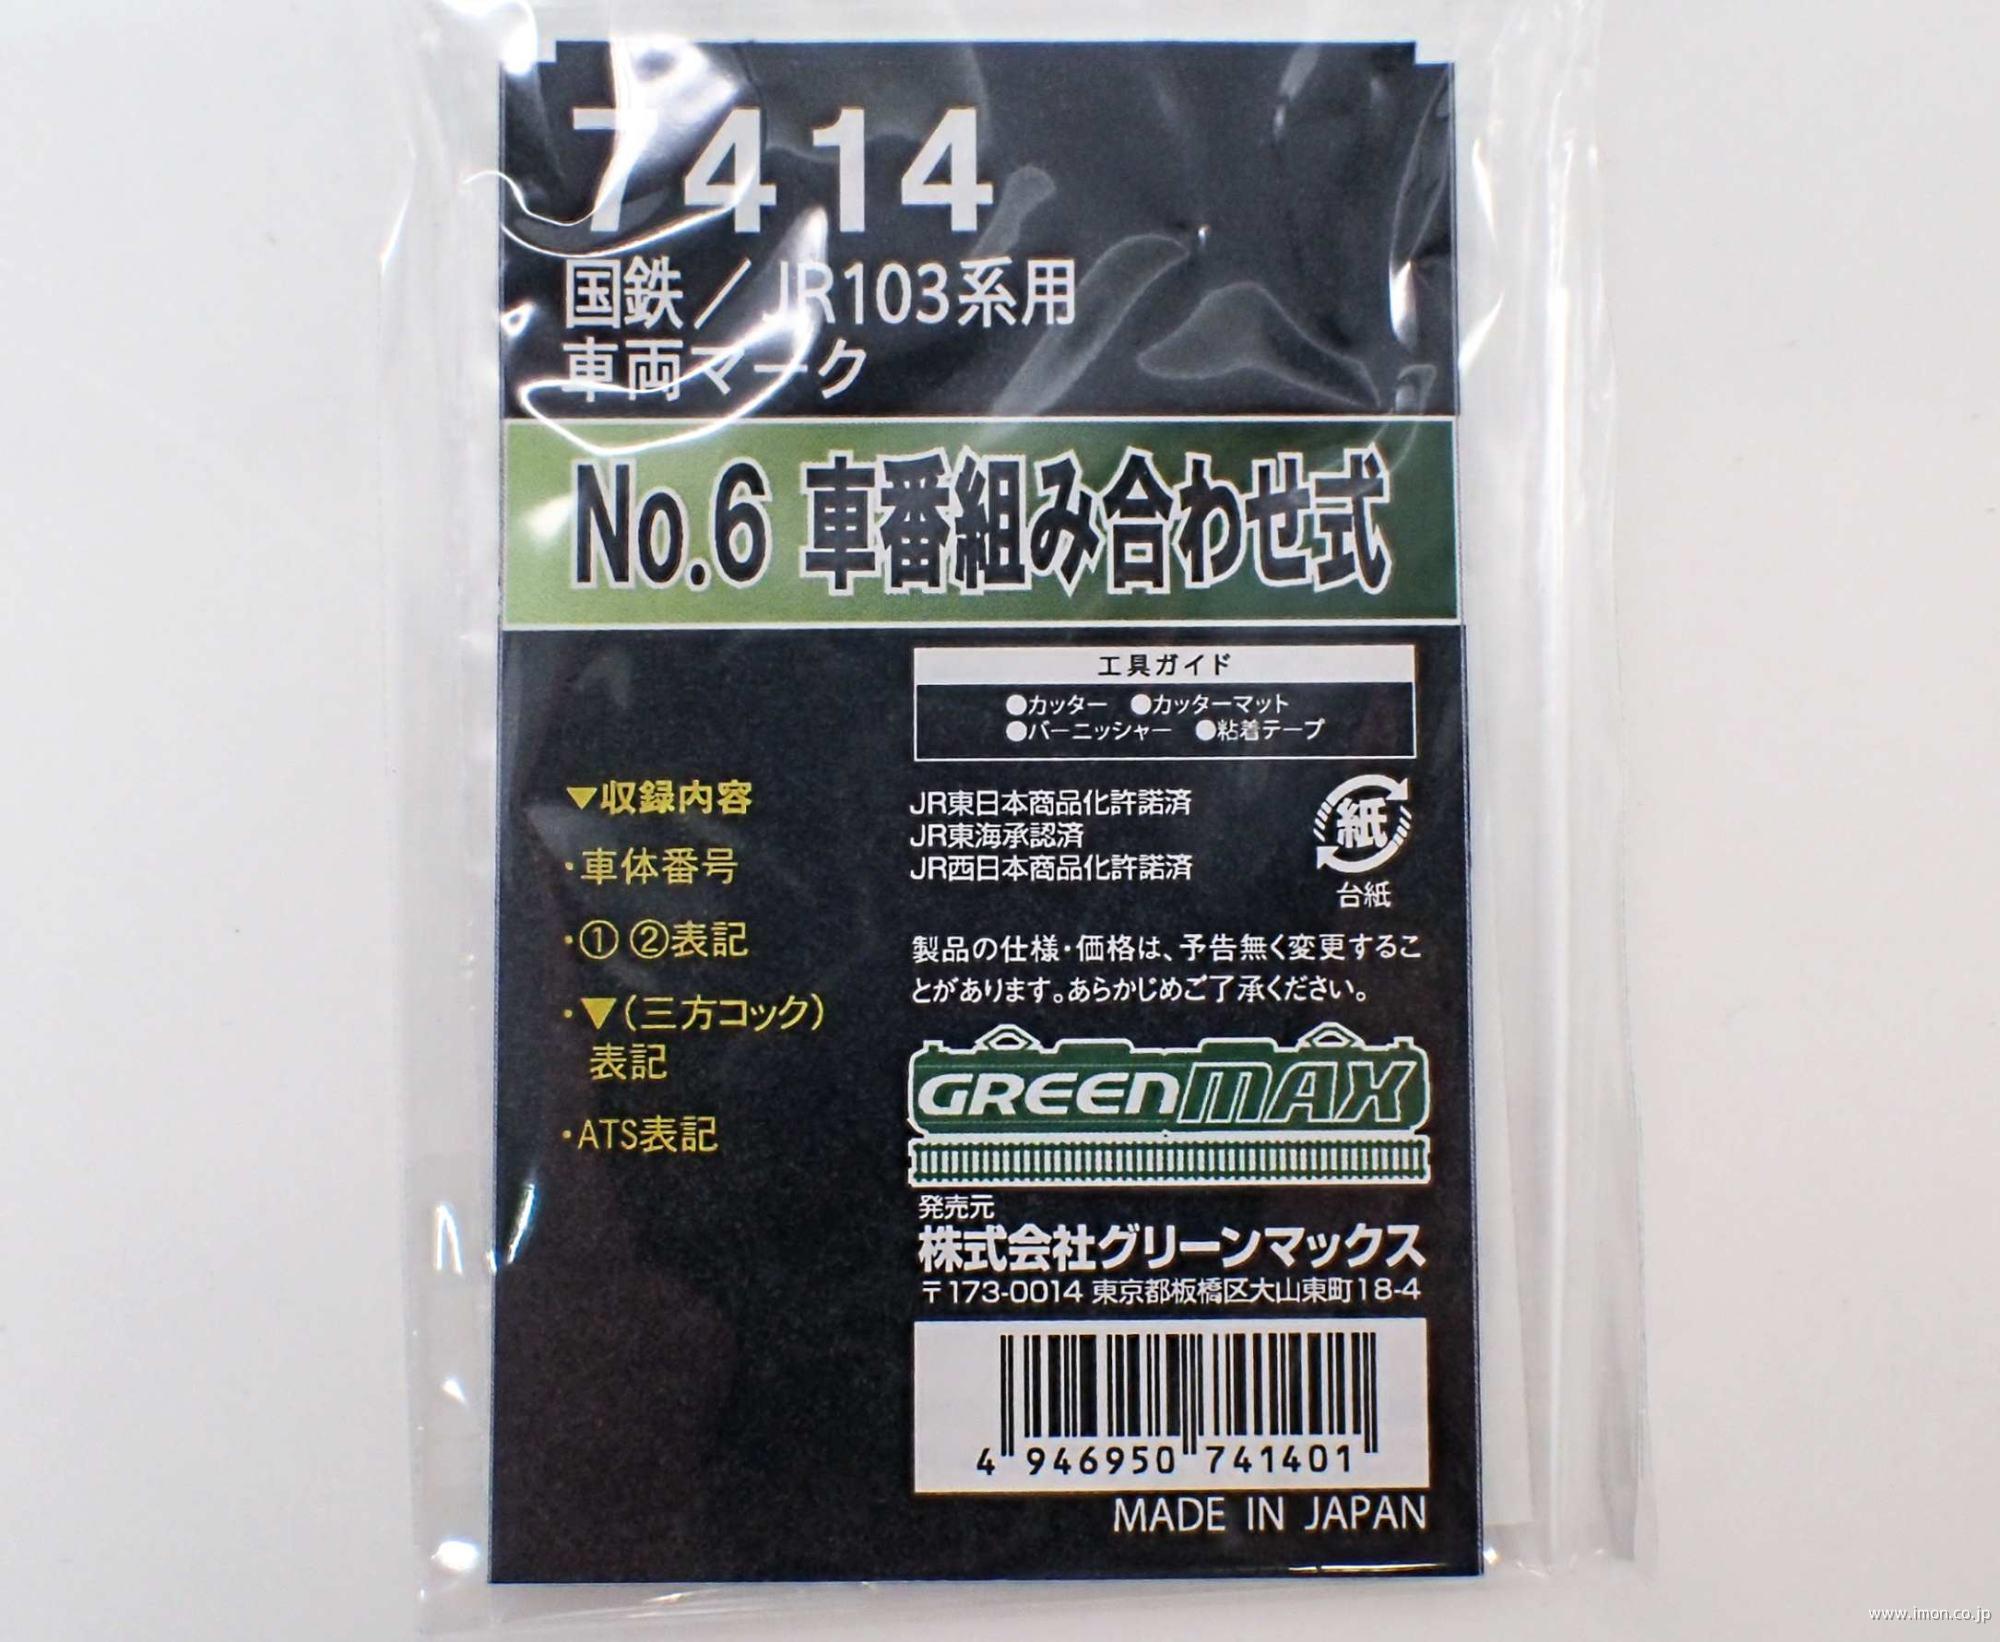 7414
国鉄／JR103系用
車両マーク
No.6 車番組み合わせ式
工具ガイド
●カッター ●カッターマット
●バーニッシャー ●粘着テープ
▼収録内容
・車体番号
・① ②表記
・▼(三方コック)
表記
・ATS表記
JR東日本商品化許諾済
JR東海承認済
JR西日本商品化許諾済
紙
台紙
製品の仕様・価格は、予告無く変更するこ
とがあります。あらかじめご了承ください。
GREENMAX
発売元
株式会社グリーンマックス
〒173-0014 東京都板橋区大山東町18-4
4 946950 741401
MADE IN JAPAN
www.imon.co.jp